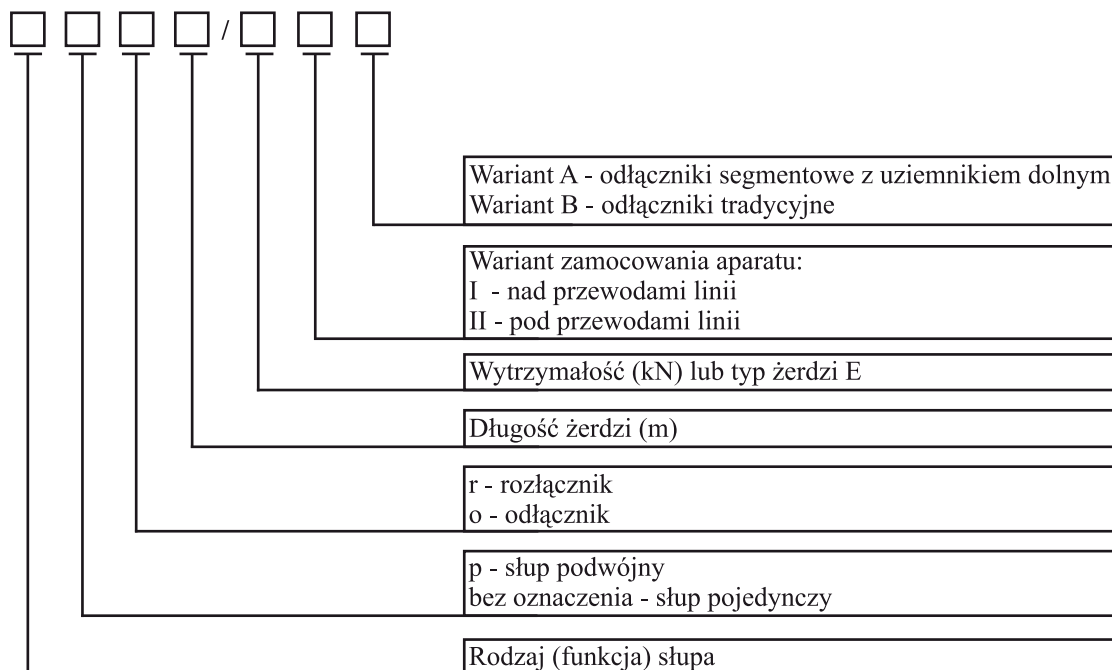 /
Wariant A - odłączniki segmentowe z uziemnikiem dolnym
Wariant B - odłączniki tradycyjne
Wariant zamocowania aparatu:
I - nad przewodami linii
II - pod przewodami linii
Wytrzymałość (kN) lub typ żerdzi E
Długość żerdzi (m)
r - rozłącznik
o - odłącznik
p - słup podwójny
bez oznaczenia - słup pojedynczy
Rodzaj (funkcja) słupa